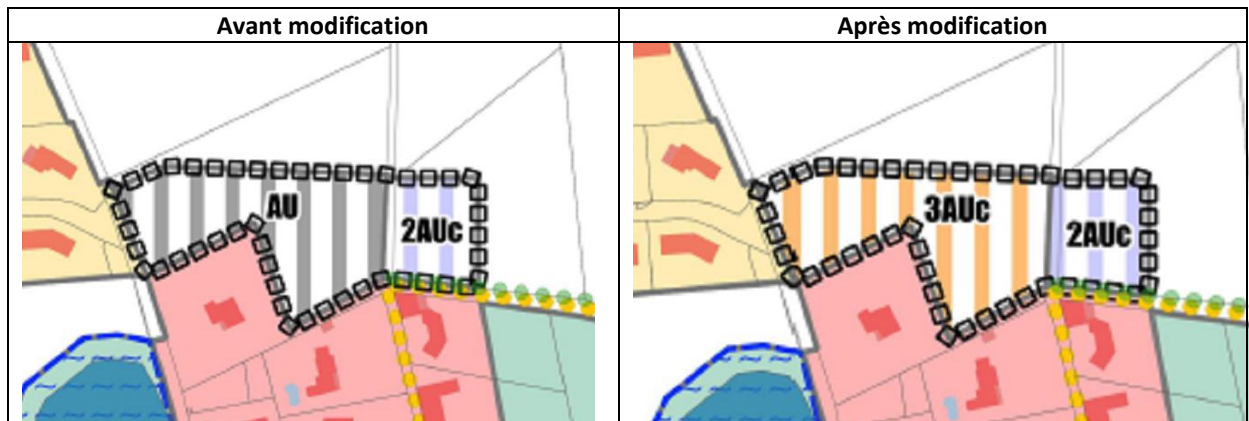 Avant modification
Après modification
AU
2AUc
3AUc
2AUc